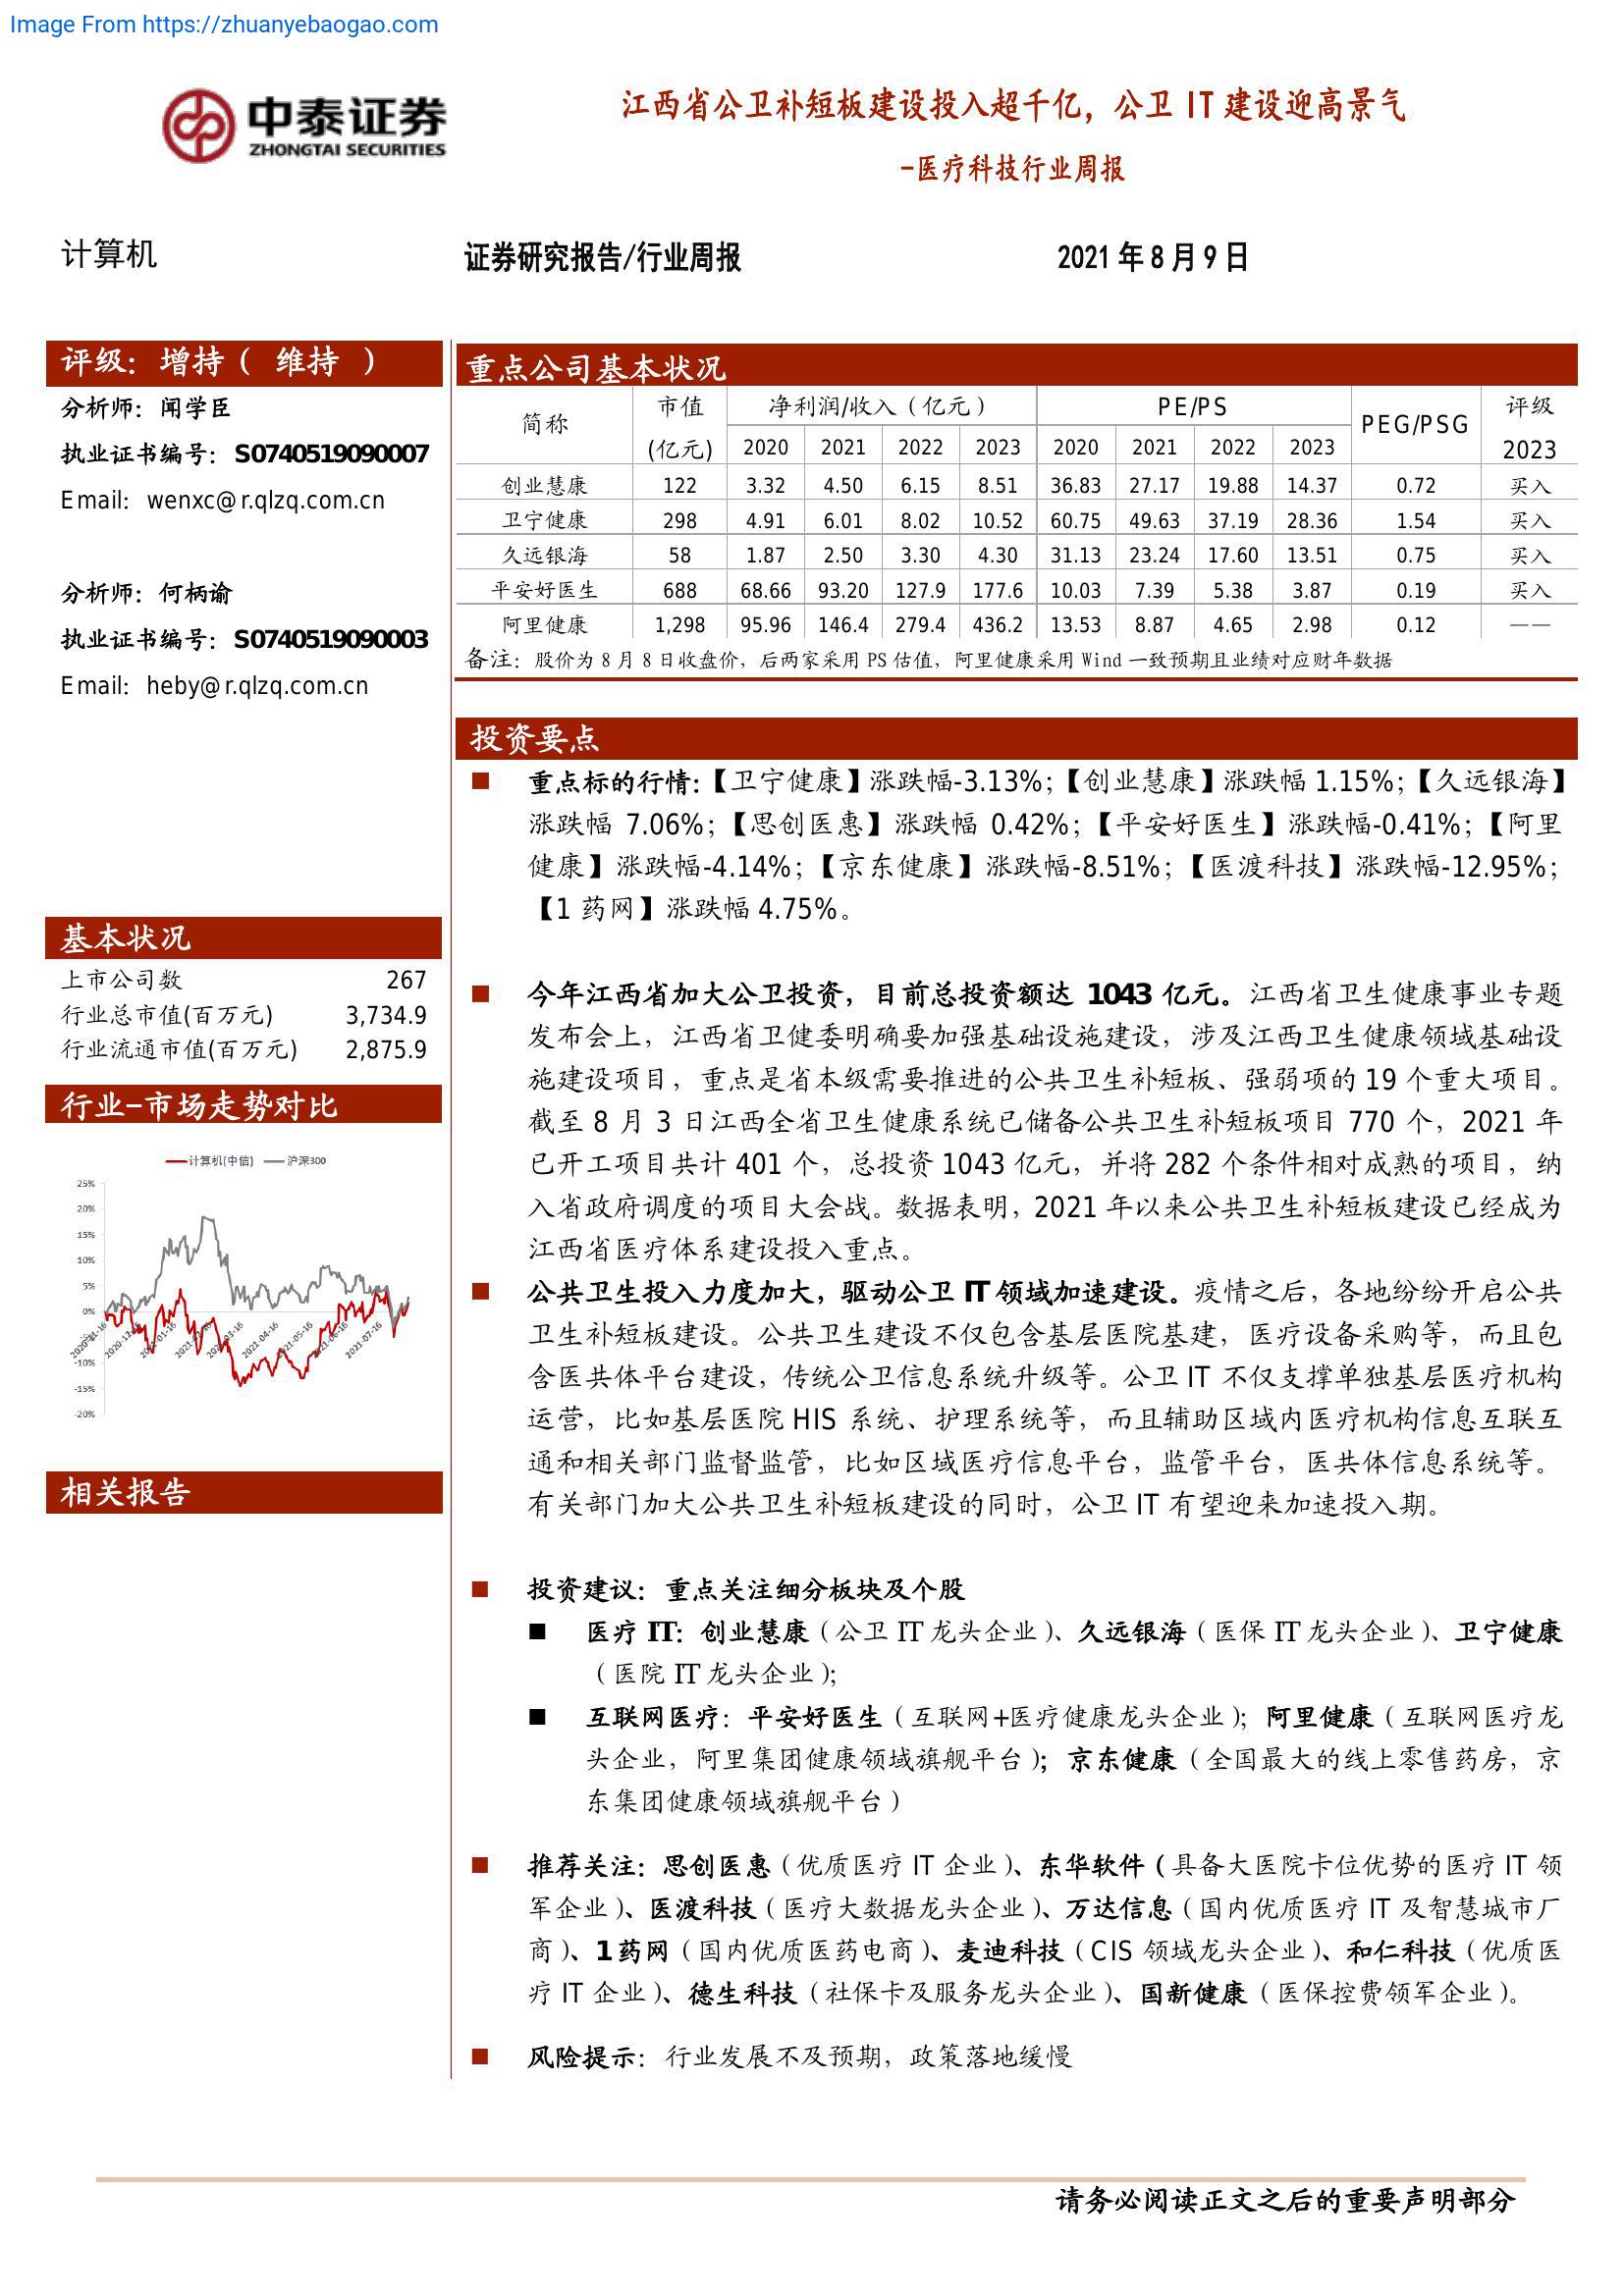 Image From https://zhuanyebaogao.com
中泰证券
ZHONGTAI SECURITIES
江西省公卫补短板建设投入超千亿，公卫 IT 建设迎高景气
-医疗科技行业周报
计算机
证券研究报告/行业周报
2021 年 8 月 9 日
评级：增持（ 维持 ）
分析师：闻学臣
执业证书编号：S0740519090007
Email：wenxc@r.qlzq.com.cn
分析师：何柄谕
执业证书编号：S0740519090003
Email：heby@r.qlzq.com.cn
基本状况
上市公司数 267
行业总市值(百万元) 3,734.9
行业流通市值(百万元) 2,875.9
行业-市场走势对比
计算机(中信) 沪深300
25%
20%
15%
10%
5%
0%
-10%
-15%
-20%
2020-11-16 2021-01-16 2021-03-16 2021-04-16 2021-05-16 2021-06-16 2021-07-16
相关报告
重点公司基本状况
简称 市值 净利润/收入（亿元） PE/PS PEG/PSG 评级
(亿元) 2020 2021 2022 2023 2020 2021 2022 2023 2023
创业慧康 122 3.32 4.50 6.15 8.51 36.83 27.17 19.88 14.37 0.72 买入
卫宁健康 298 4.91 6.01 8.02 10.52 60.75 49.63 37.19 28.36 1.54 买入
久远银海 58 1.87 2.50 3.30 4.30 31.13 23.24 17.60 13.51 0.75 买入
平安好医生 688 68.66 93.20 127.9 177.6 10.03 7.39 5.38 3.87 0.19 买入
阿里健康 1,298 95.96 146.4 279.4 436.2 13.53 8.87 4.65 2.98 0.12 ——
备注：股价为 8 月 8 日收盘价，后两家采用 PS 估值，阿里健康采用 Wind 一致预期且业绩对应财年数据
投资要点
■ 重点标的行情：【卫宁健康】涨跌幅-3.13%；【创业慧康】涨跌幅 1.15%；【久远银海】
涨跌幅 7.06%；【思创医惠】涨跌幅 0.42%；【平安好医生】涨跌幅-0.41%；【阿里
健康】涨跌幅-4.14%；【京东健康】涨跌幅-8.51%；【医渡科技】涨跌幅-12.95%；
【1 药网】涨跌幅 4.75%。
■ 今年江西省加大公卫投资，目前总投资额达 1043 亿元。江西省卫生健康事业专题
发布会上，江西省卫健委明确要加强基础设施建设，涉及江西卫生健康领域基础设
施建设项目，重点是省本级需要推进的公共卫生补短板、强弱项的 19 个重大项目。
截至 8 月 3 日江西全省卫生健康系统已储备公共卫生补短板项目 770 个，2021 年
已开工项目共计 401 个，总投资 1043 亿元，并将 282 个条件相对成熟的项目，纳
入省政府调度的项目大会战。数据表明，2021 年以来公共卫生补短板建设已经成为
江西省医疗体系建设投入重点。
■ 公共卫生投入力度加大，驱动公卫 IT 领域加速建设。疫情之后，各地纷纷开启公共
卫生补短板建设。公共卫生建设不仅包含基层医院基建，医疗设备采购等，而且包
含医共体平台建设，传统公卫信息系统升级等。公卫 IT 不仅支撑单独基层医疗机构
运营，比如基层医院 HIS 系统、护理系统等，而且辅助区域内医疗机构信息互联互
通和相关部门监督监管，比如区域医疗信息平台，监管平台，医共体信息系统等。
有关部门加大公共卫生补短板建设的同时，公卫 IT 有望迎来加速投入期。
■ 投资建议：重点关注细分板块及个股
■ 医疗 IT：创业慧康（公卫 IT 龙头企业）、久远银海（医保 IT 龙头企业）、卫宁健康
（医院 IT 龙头企业）；
■ 互联网医疗：平安好医生（互联网+医疗健康龙头企业）；阿里健康（互联网医疗龙
头企业，阿里集团健康领域旗舰平台）；京东健康（全国最大的线上零售药房，京
东集团健康领域旗舰平台）
■ 推荐关注：思创医惠（优质医疗 IT 企业）、东华软件（具备大医院卡位优势的医疗 IT 领
军企业）、医渡科技（医疗大数据龙头企业）、万达信息（国内优质医疗 IT 及智慧城市厂
商）、1 药网（国内优质医药电商）、麦迪科技（CIS 领域龙头企业）、和仁科技（优质医
疗 IT 企业）、德生科技（社保卡及服务龙头企业）、国新健康（医保控费领军企业）。
■ 风险提示：行业发展不及预期，政策落地缓慢
请务必阅读正文之后的重要声明部分